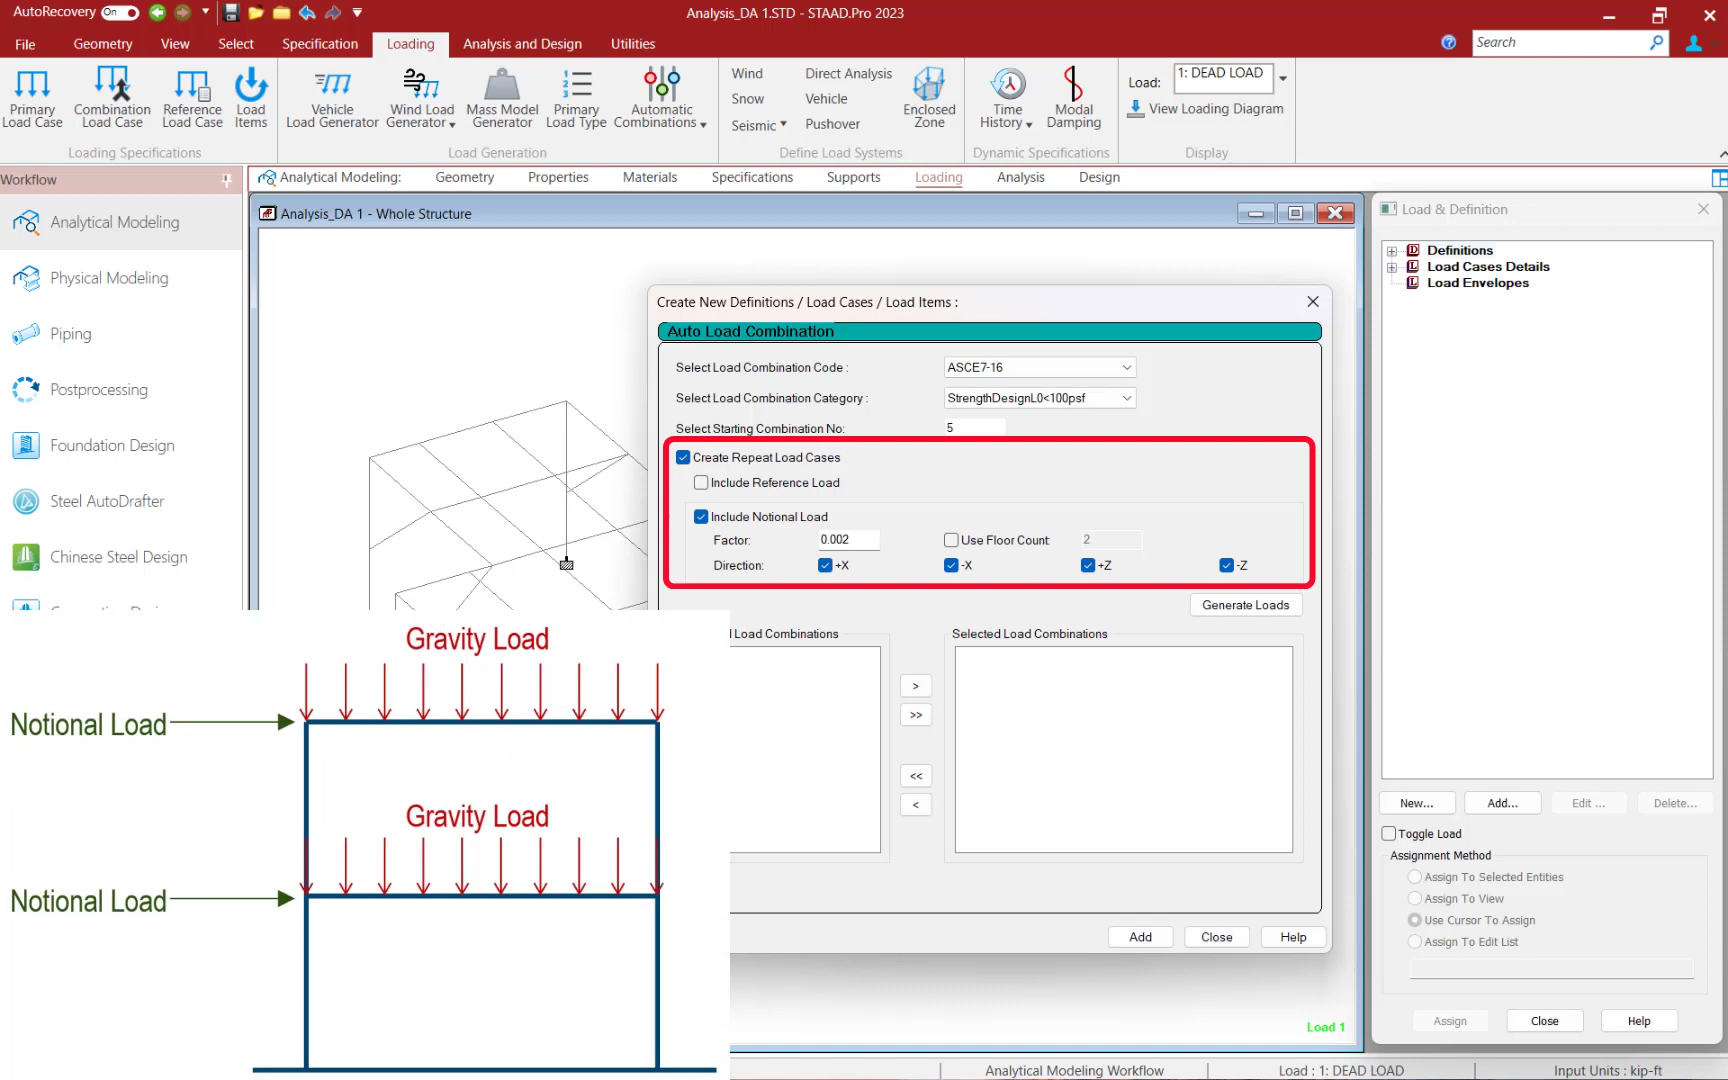 AutoRecovery On
Analysis_DA 1.STD - STAAD.Pro 2023
File Geometry View Select Specification Loading Analysis and Design Utilities
Search
Primary Load Case
Combination Load Case
Reference Load Case
Load Items
Loading Specifications
Vehicle Load Generator
Wind Load Generator
Mass Model Generator
Primary Load Type
Automatic Combinations
Load Generation
Wind
Snow
Seismic
Direct Analysis
Vehicle
Pushover
Enclosed Zone
Define Load Systems
Time History
Modal Damping
Dynamic Specifications
Load: 1: DEAD LOAD
View Loading Diagram
Display
Workflow
Analytical Modeling: Geometry Properties Materials Specifications Supports Loading Analysis Design
Analytical Modeling
Physical Modeling
Piping
Postprocessing
Foundation Design
Steel AutoDrafter
Chinese Steel Design
Analysis_DA 1 - Whole Structure
Create New Definitions / Load Cases / Load Items :
Auto Load Combination
Select Load Combination Code : ASCE7-16
Select Load Combination Category : StrengthDesignL0<100psf
Select Starting Combination No: 5
Create Repeat Load Cases
Include Reference Load
Include Notional Load
Factor: 0.002 Use Floor Count: 2
Direction: +X -X +Z -Z
Generate Loads
Load Combinations
Selected Load Combinations
>
>>
<<
<
Add Close Help
Load 1
Gravity Load
Notional Load
Gravity Load
Notional Load
Load & Definition
Definitions
Load Cases Details
Load Envelopes
New... Add... Edit ... Delete...
Toggle Load
Assignment Method
Assign To Selected Entities
Assign To View
Use Cursor To Assign
Assign To Edit List
Assign Close Help
Analytical Modeling Workflow Load : 1: DEAD LOAD Input Units : kip-ft